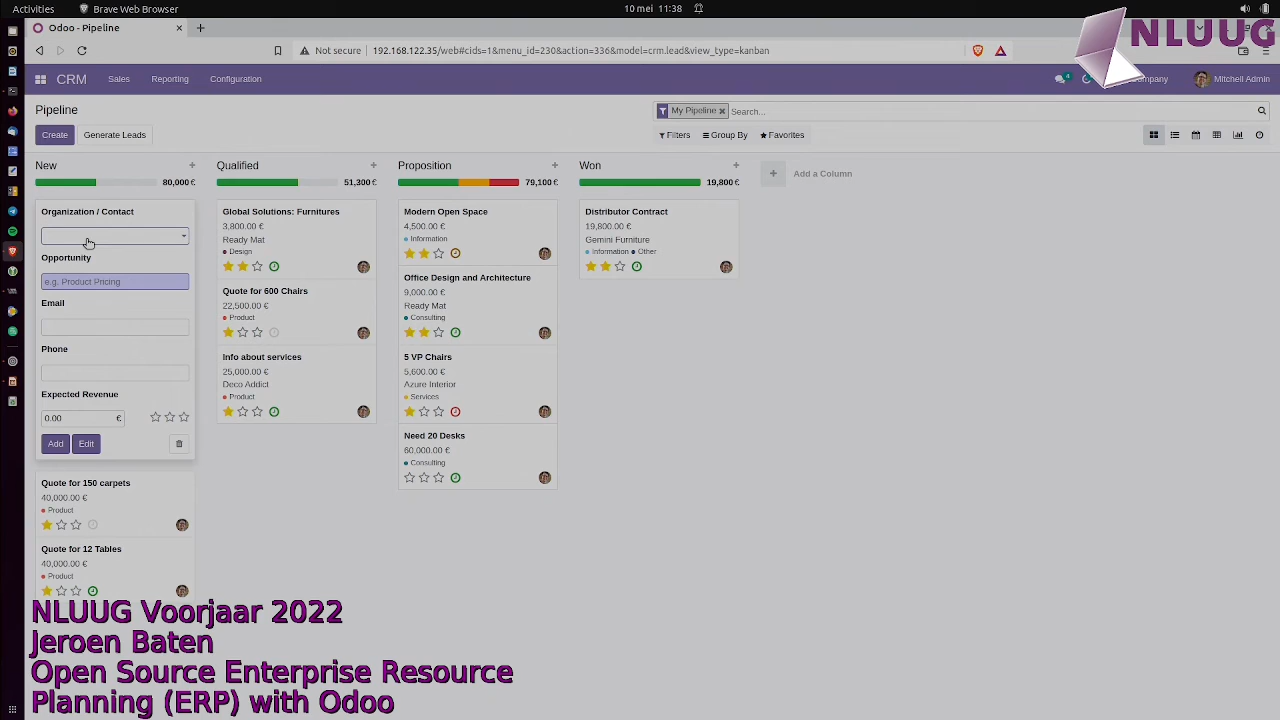 Activities
Brave Web Browser
10 mei 11:38
Odoo - Pipeline
NLUUG
Not secure
192.168.122.35/web#cids=1&menu_id=230&action=336&model=crm.lead&view_type=kanban
CRM
Sales
Reporting
Configuration
4
Company
Mitchell Admin
Pipeline
My Pipeline
Search...
Create
Generate Leads
Filters
Group By
Favorites
New
80,000 €
Qualified
51,300 €
Proposition
79,100 €
Won
19,800 €
Add a Column
Organization / Contact
Opportunity
e.g. Product Pricing
Email
Phone
Expected Revenue
0.00 €
Add
Edit
Quote for 150 carpets
40,000.00 €
Product
Quote for 12 Tables
40,000.00 €
Product
Global Solutions: Furnitures
3,800.00 €
Ready Mat
Design
Quote for 600 Chairs
22,500.00 €
Product
Info about services
25,000.00 €
Deco Addict
Product
Modern Open Space
4,500.00 €
Information
Office Design and Architecture
9,000.00 €
Ready Mat
Consulting
5 VP Chairs
5,600.00 €
Azure Interior
Services
Need 20 Desks
60,000.00 €
Consulting
Distributor Contract
19,800.00 €
Gemini Furniture
Information Other
NLUUG Voorjaar 2022
Jeroen Baten
Open Source Enterprise Resource
Planning (ERP) with Odoo